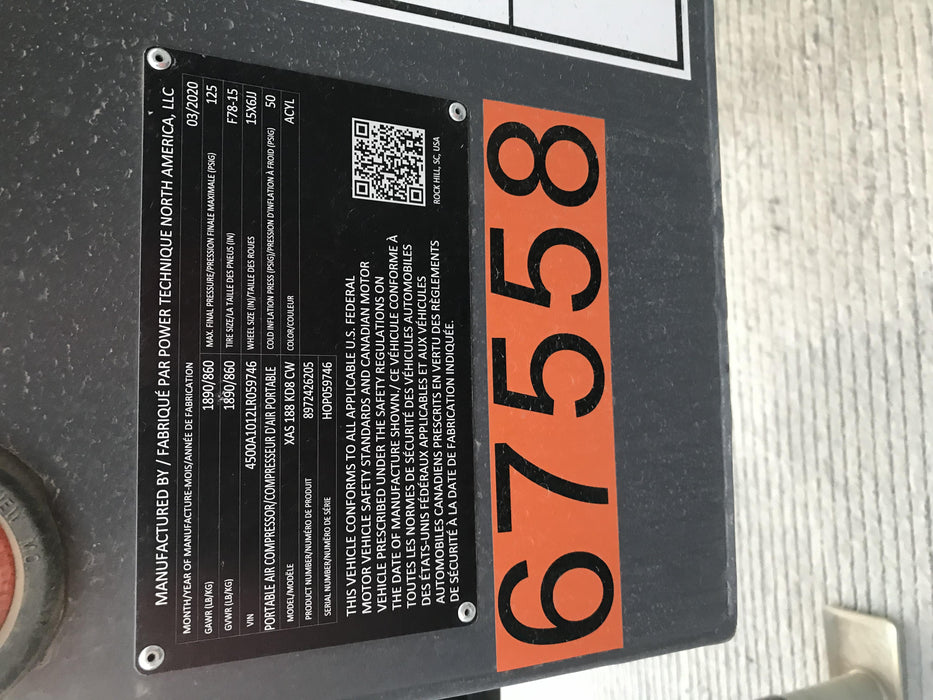 MANUFACTURED BY / FABRIQUÉ PAR POWER TECHNIQUE NORTH AMERICA, LLC
MONTH/YEAR OF MANUFACTURE-MOIS/ANNÉE DE FABRICATION 03/2020
GAWR (LB/KG) 1890/860 MAX. FINAL PRESSURE/PRESSION FINALE MAXIMALE (PSIG) 125
GVWR (LB/KG) 1890/860 TIRE SIZE/LA TAILLE DES PNEUS (IN) F78-15
VIN 4500A1012LR059746 WHEEL SIZE (IN)/TAILLE DES ROUES 15X6JJ
PORTABLE AIR COMPRESSOR/COMPRESSEUR D'AIR PORTABLE COLD INFLATION PRESS (PSIG)/PRESSION D'INFLATION À FROID (PSIG) 50
MODEL/MODÈLE XAS 188 KD8 CW COLOR/COULEUR ACYL
PRODUCT NUMBER/NUMÉRO DE PRODUIT 8972426205
SERIAL NUMBER/NUMÉRO DE SÉRIE HOP059746
THIS VEHICLE CONFORMS TO ALL APPLICABLE U.S. FEDERAL
MOTOR VEHICLE SAFETY STANDARDS AND CANADIAN MOTOR
VEHICLE PRESCRIBED UNDER THE SAFETY REGULATIONS ON
THE DATE OF MANUFACTURE SHOWN./ CE VÉHICULE CONFORME À
TOUTES LES NORMES DE SÉCURITÉ DES VÉHICULES AUTOMOBILES
DES ÉTATS-UNIS FÉDÉRAUX APPLICABLES ET AUX VÉHICULES
AUTOMOBILES CANADIENS PRESCRITS EN VERTU DES RÈGLEMENTS
DE SÉCURITÉ À LA DATE DE FABRICATION INDIQUÉE.
ROCK HILL, SC, USA
67558